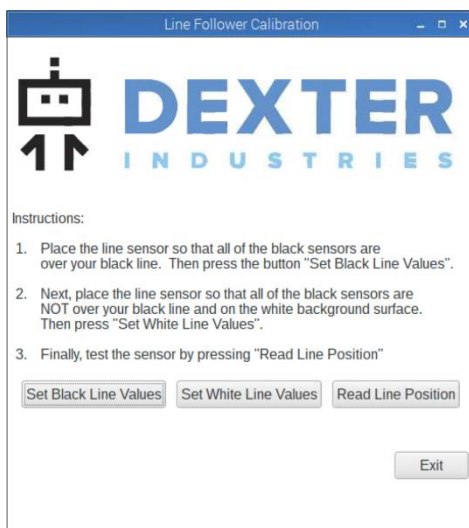 Line Follower Calibration
DEXTER
INDUSTRIES
Instructions:
1. Place the line sensor so that all of the black sensors are
over your black line. Then press the button "Set Black Line Values".
2. Next, place the line sensor so that all of the black sensors are
NOT over your black line and on the white background surface.
Then press "Set White Line Values".
3. Finally, test the sensor by pressing "Read Line Position"
Set Black Line Values Set White Line Values Read Line Position
Exit